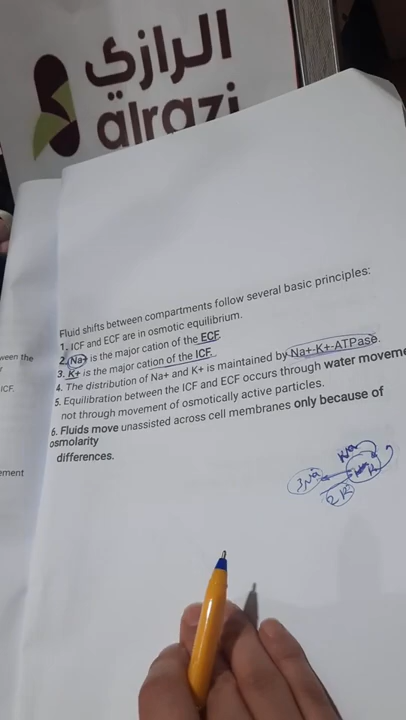 الرازي
alrazi
Fluid shifts between compartments follow several basic principles:
1. ICF and ECF are in osmotic equilibrium.
2. Na+ is the major cation of the ECF.
3. K+ is the major cation of the ICF.
4. The distribution of Na+ and K+ is maintained by Na+-K+-ATPase.
5. Equilibration between the ICF and ECF occurs through water moveme
not through movement of osmotically active particles.
6. Fluids move unassisted across cell membranes only because of
osmolarity
differences.
ween the
ICF.
ement
Na
3Na
2K